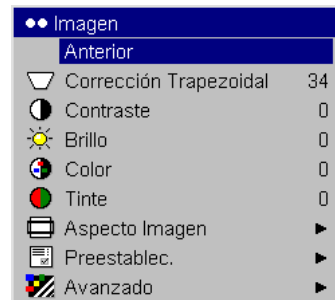 Imagen
Anterior
Corrección Trapezoidal 34
Contraste 0
Brillo 0
Color 0
Tinte 0
Aspecto Imagen
Preestablec.
Avanzado